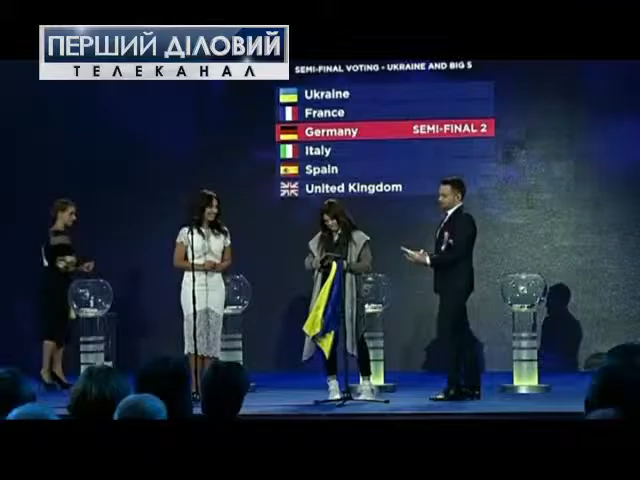 ПЕРШИЙ ДІЛОВИЙ
ТЕЛЕКАНАЛ
SEMI-FINAL VOTING - UKRAINE AND BIG 5
Ukraine
France
Germany SEMI-FINAL 2
Italy
Spain
United Kingdom